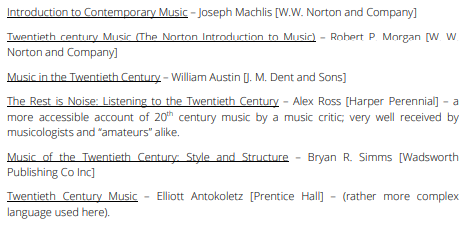 Introduction to Contemporary Music – Joseph Machlis [W.W. Norton and Company]
Twentieth century Music (The Norton Introduction to Music) – Robert P. Morgan [W. W.
Norton and Company]
Music in the Twentieth Century – William Austin [J. M. Dent and Sons]
The Rest is Noise: Listening to the Twentieth Century – Alex Ross [Harper Perennial] – a
more accessible account of 20th century music by a music critic; very well received by
musicologists and “amateurs” alike.
Music of the Twentieth Century: Style and Structure – Bryan R. Simms [Wadsworth
Publishing Co Inc]
Twentieth Century Music – Elliott Antokoletz [Prentice Hall] – (rather more complex
language used here).